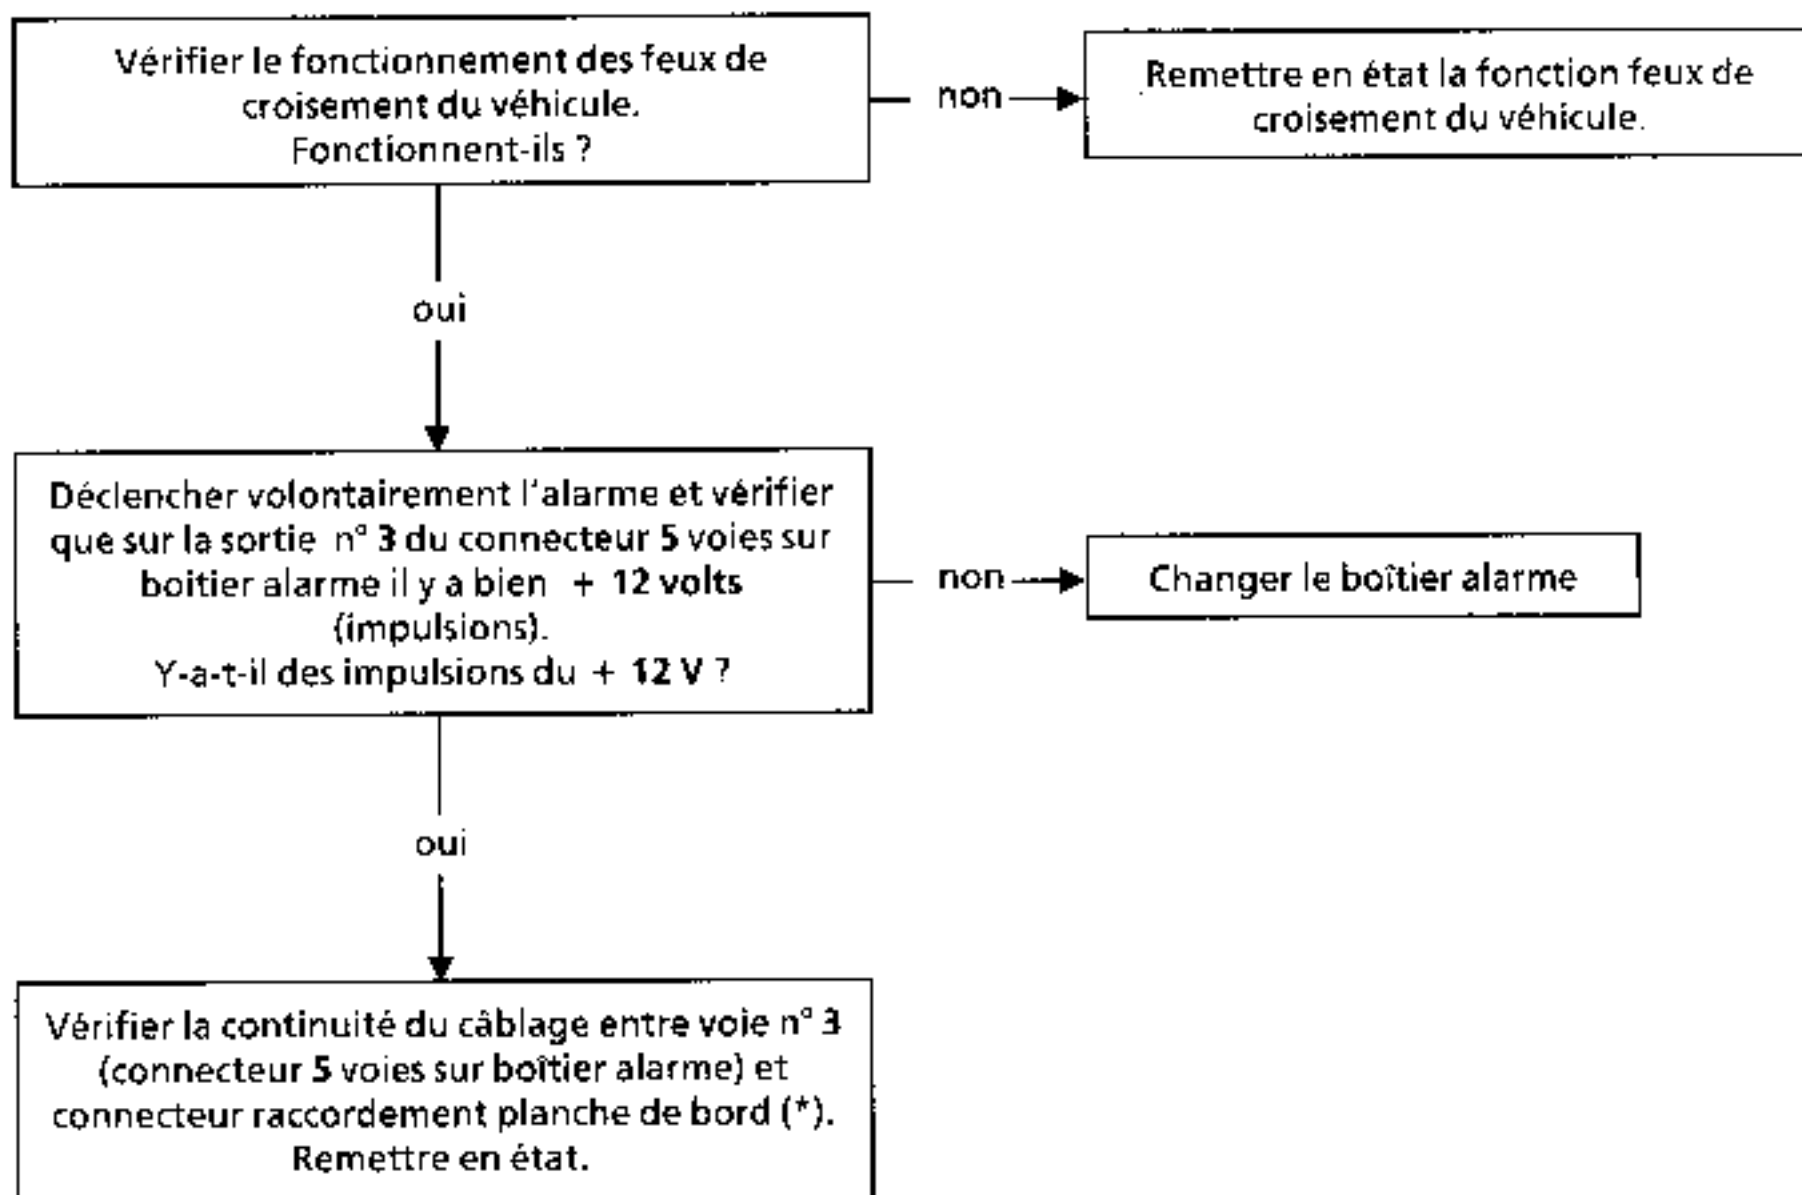 Vérifier le fonctionnement des feux de
croisement du véhicule.
Fonctionnent-ils ?
non
Remettre en état la fonction feux de
croisement du véhicule.
oui
Déclencher volontairement l'alarme et vérifier
que sur la sortie n° 3 du connecteur 5 voies sur
boitier alarme il y a bien + 12 volts
(impulsions).
Y-a-t-il des impulsions du + 12 V ?
non
Changer le boîtier alarme
oui
Vérifier la continuité du câblage entre voie n° 3
(connecteur 5 voies sur boîtier alarme) et
connecteur raccordement planche de bord (*).
Remettre en état.